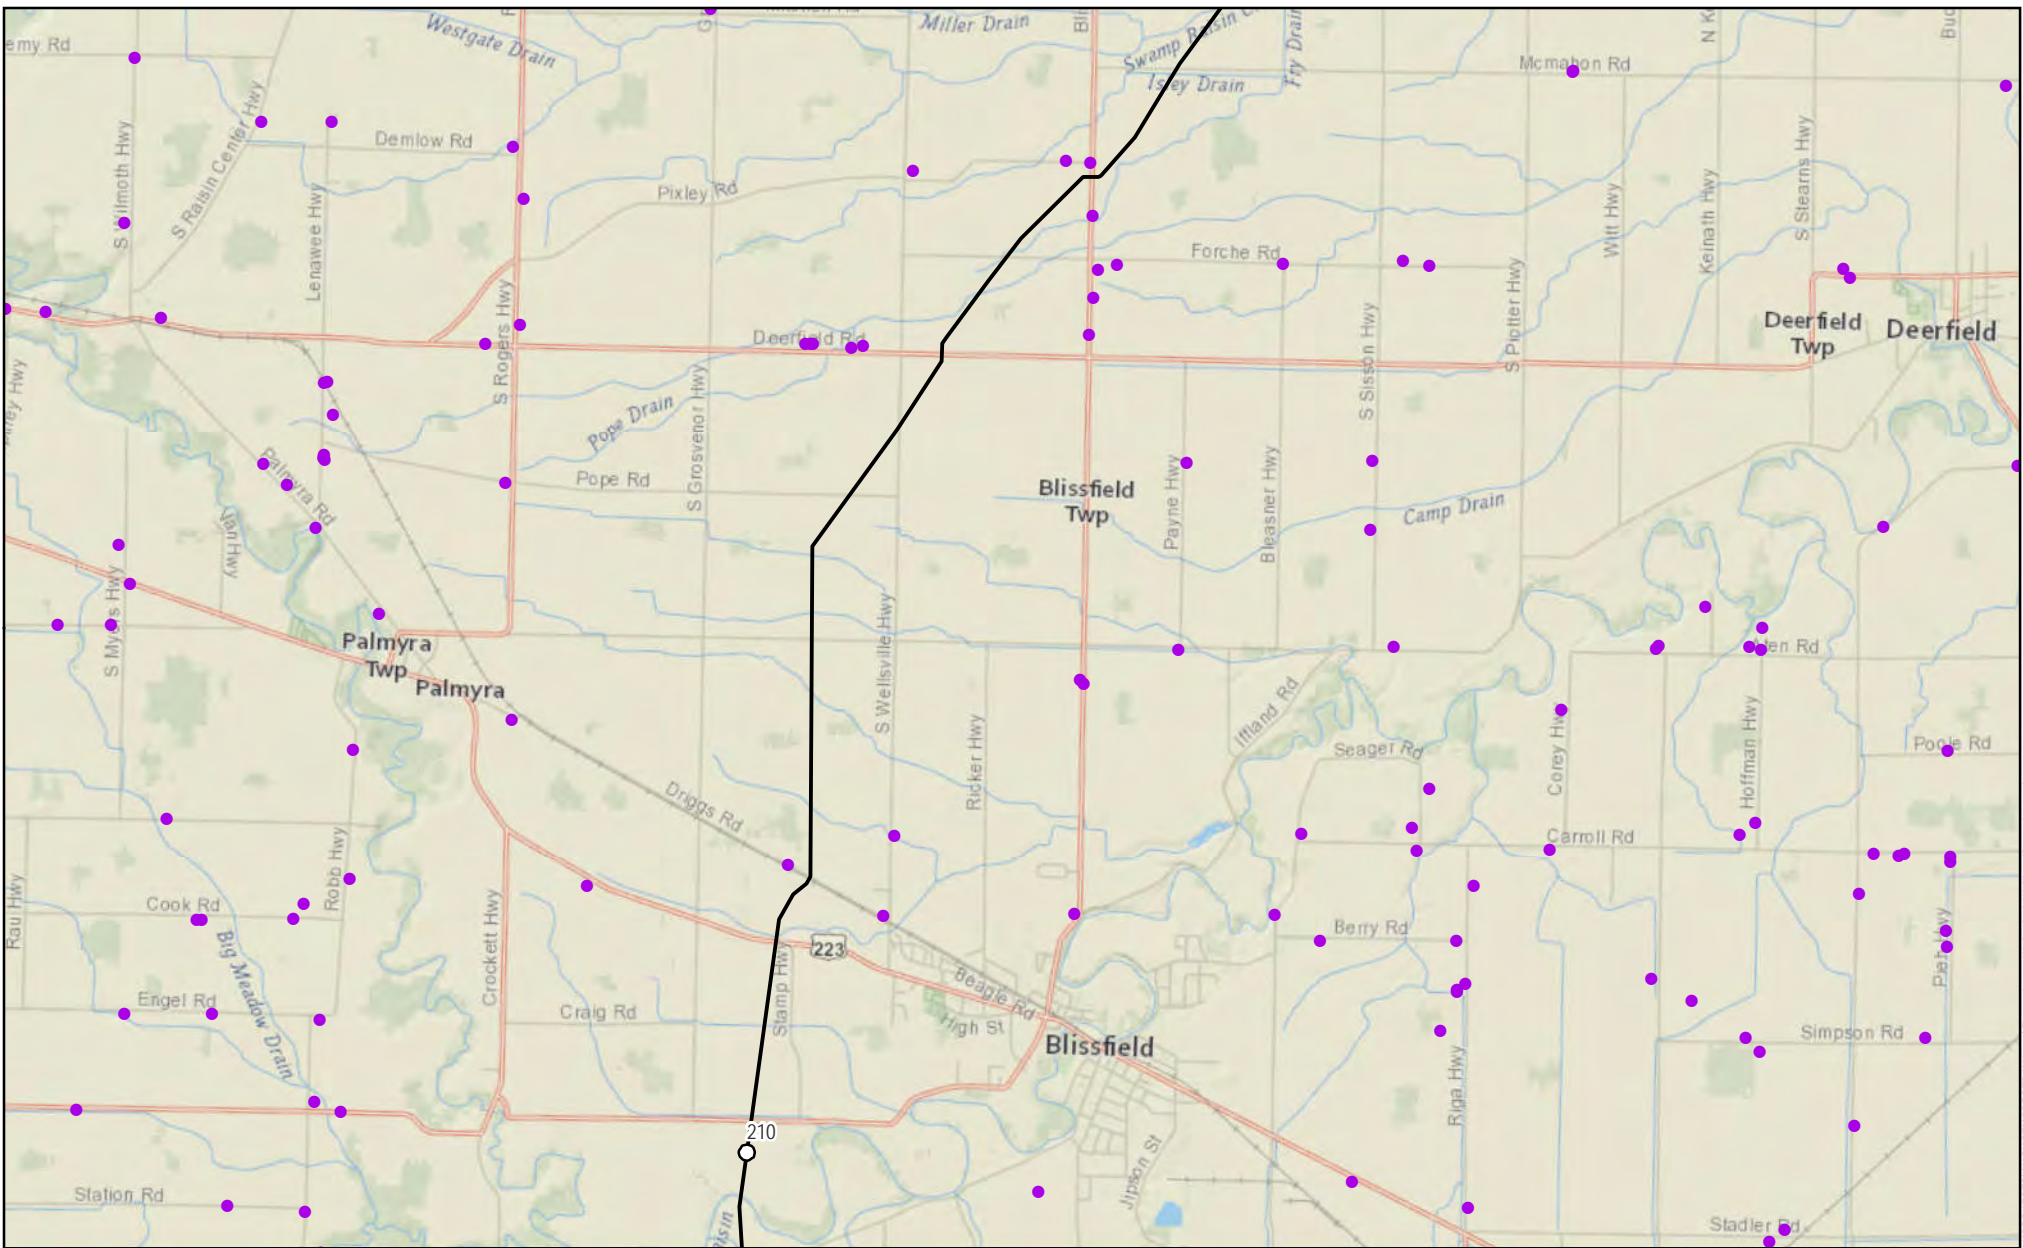 Westgate Drain
Miller Drain
Swamp Raisin
Isley Drain
Fry Drain
Mcmahon Rd
emy Rd
S Wilmoth Hwy
S Raisin Center Hwy
Demlow Rd
Lenawee Hwy
Pixley Rd
Forche Rd
Witt Hwy
Keinath Hwy
S Stearns Hwy
S Rogers Hwy
Deerfield Rd
S Piotter Hwy
S Sisson Hwy
Deerfield
Twp
Deerfield
Pope Drain
S Grosvenor Hwy
Palmyra Rd
Pope Rd
Blissfield
Twp
Payne Hwy
Bleasner Hwy
Camp Drain
S Myers Hwy
Palmyra
Twp
Palmyra
S Wellsville Hwy
Ricker Hwy
Iffland Rd
Seager Rd
Corey Hwy
Hoffman Hwy
Poole Rd
Driggs Rd
Carroll Rd
Robb Hwy
Rau Hwy
Cook Rd
Big Meadow Drain
Crockett Hwy
Stamp Hwy
223
Berry Rd
Beagle Rd
High St
Engel Rd
Craig Rd
Blissfield
Riga Hwy
Simpson Rd
210
Jipson St
Station Rd
Stadler Rd